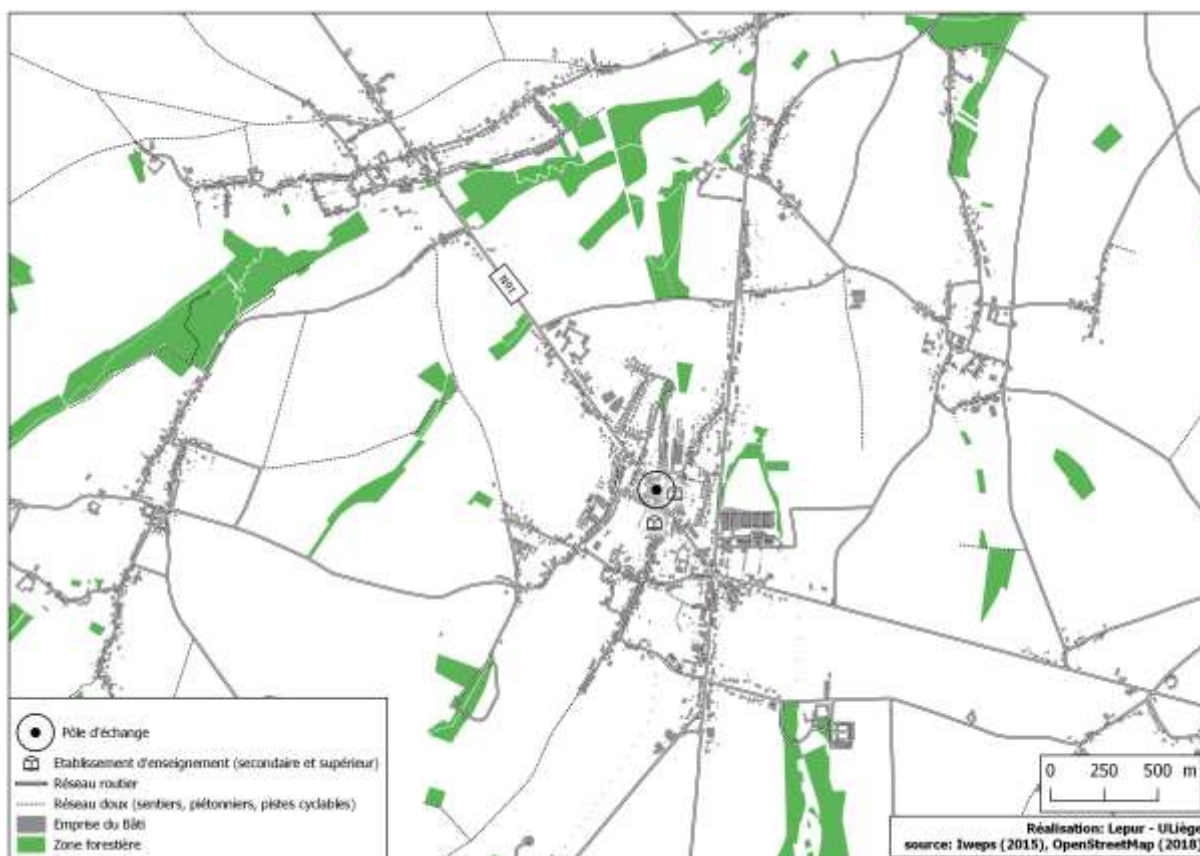 N91
Pôle d'échange
Etablissement d'enseignement (secondaire et supérieur)
Réseau routier
Réseau doux (sentiers, piétonniers, pistes cyclables)
Emprise du Bâti
Zone forestière
0 250 500 m
Réalisation: Lepur - ULiège
source: Iweps (2015), OpenStreetMap (2018)